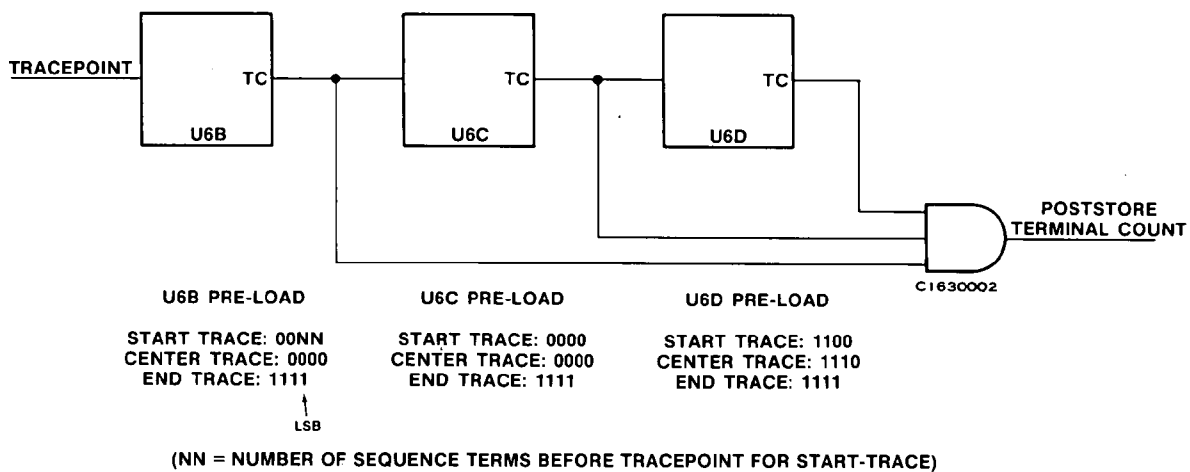 TRACEPOINT
TC
U6B
TC
U6C
TC
U6D
POSTSTORE
TERMINAL COUNT
C1630002
U6B PRE-LOAD
START TRACE: 00NN
CENTER TRACE: 0000
END TRACE: 1111
LSB
U6C PRE-LOAD
START TRACE: 0000
CENTER TRACE: 0000
END TRACE: 1111
U6D PRE-LOAD
START TRACE: 1100
CENTER TRACE: 1110
END TRACE: 1111
(NN = NUMBER OF SEQUENCE TERMS BEFORE TRACEPOINT FOR START-TRACE)